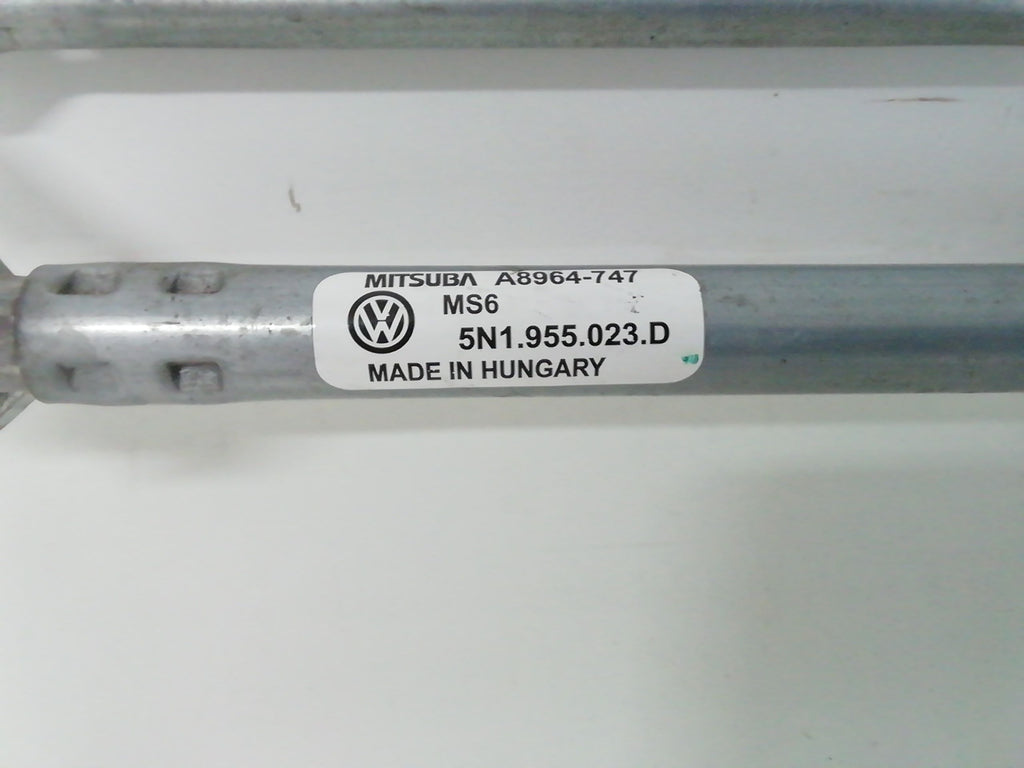 MITSUBA A8964-747
MS6
5N1.955.023.D
MADE IN HUNGARY